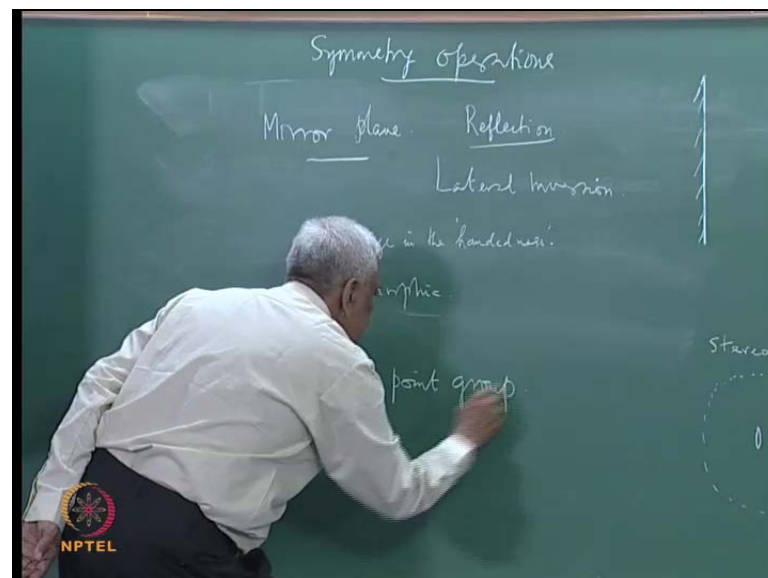 Symmetry operations
Mirror plane. Reflection.
Lateral Inversion.
in the 'handedness'.
point group.
stereo
NPTEL